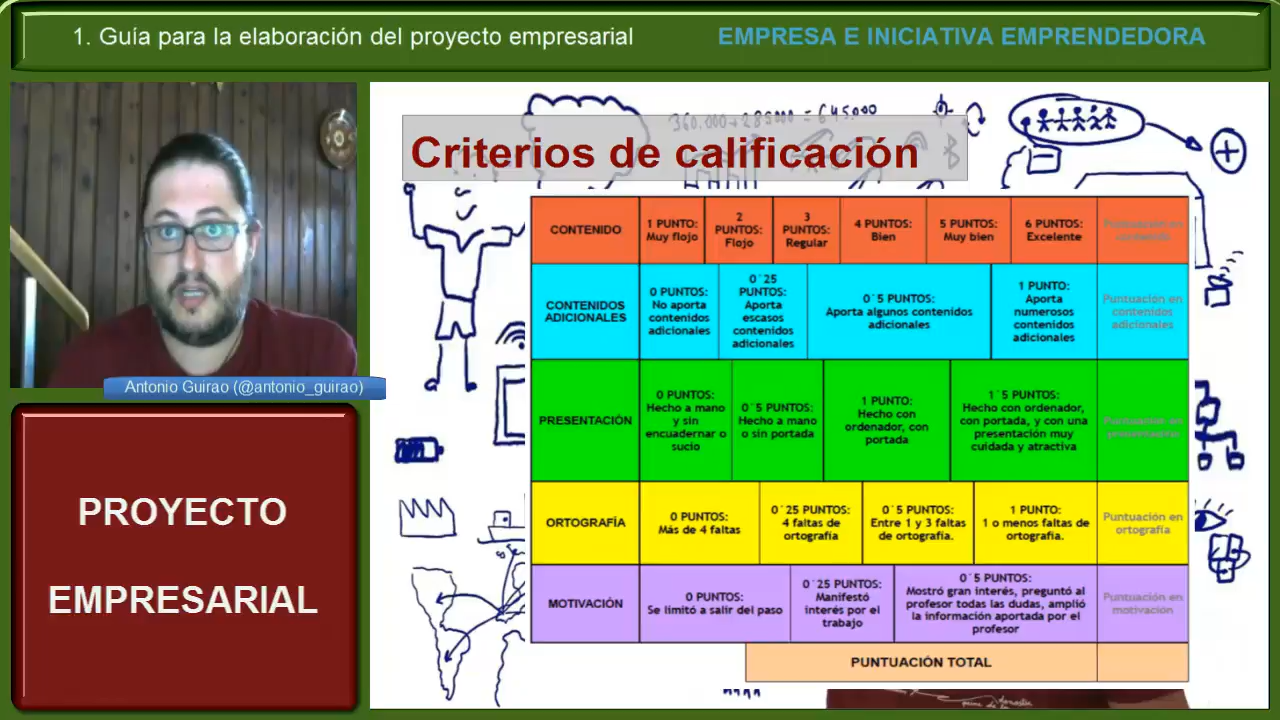 1. Guía para la elaboración del proyecto empresarial
EMPRESA E INICIATIVA EMPRENDEDORA
360.000+285000 = 645.000
Criterios de calificación
CONTENIDO
1 PUNTO:
Muy flojo
2
PUNTOS:
Flojo
3
PUNTOS:
Regular
4 PUNTOS:
Bien
5 PUNTOS:
Muy bien
6 PUNTOS:
Excelente
Puntuación en
contenido
CONTENIDOS
ADICIONALES
0 PUNTOS:
No aporta
contenidos
adicionales
0´25
PUNTOS:
Aporta
escasos
contenidos
adicionales
0´5 PUNTOS:
Aporta algunos contenidos
adicionales
1 PUNTO:
Aporta
numerosos
contenidos
adicionales
Puntuación en
contenidos
adicionales
PRESENTACIÓN
0 PUNTOS:
Hecho a mano
y sin
encuadernar o
sucio
0´5 PUNTOS:
Hecho a mano
o sin portada
1 PUNTO:
Hecho con
ordenador, con
portada
1´5 PUNTOS:
Hecho con ordenador,
con portada, y con una
presentación muy
cuidada y atractiva
Puntuación en
presentación
ORTOGRAFÍA
0 PUNTOS:
Más de 4 faltas
0´25 PUNTOS:
4 faltas de
ortografía
0´5 PUNTOS:
Entre 1 y 3 faltas
de ortografía.
1 PUNTO:
1 o menos faltas de
ortografía.
Puntuación en
ortografía
MOTIVACIÓN
0 PUNTOS:
Se limitó a salir del paso
0´25 PUNTOS:
Manifestó
interés por el
trabajo
0´5 PUNTOS:
Mostró gran interés, preguntó al
profesor todas las dudas, amplió
la información aportada por el
profesor
Puntuación en
motivación
PUNTUACIÓN TOTAL
Antonio Guirao (@antonio_guirao)
PROYECTO
EMPRESARIAL